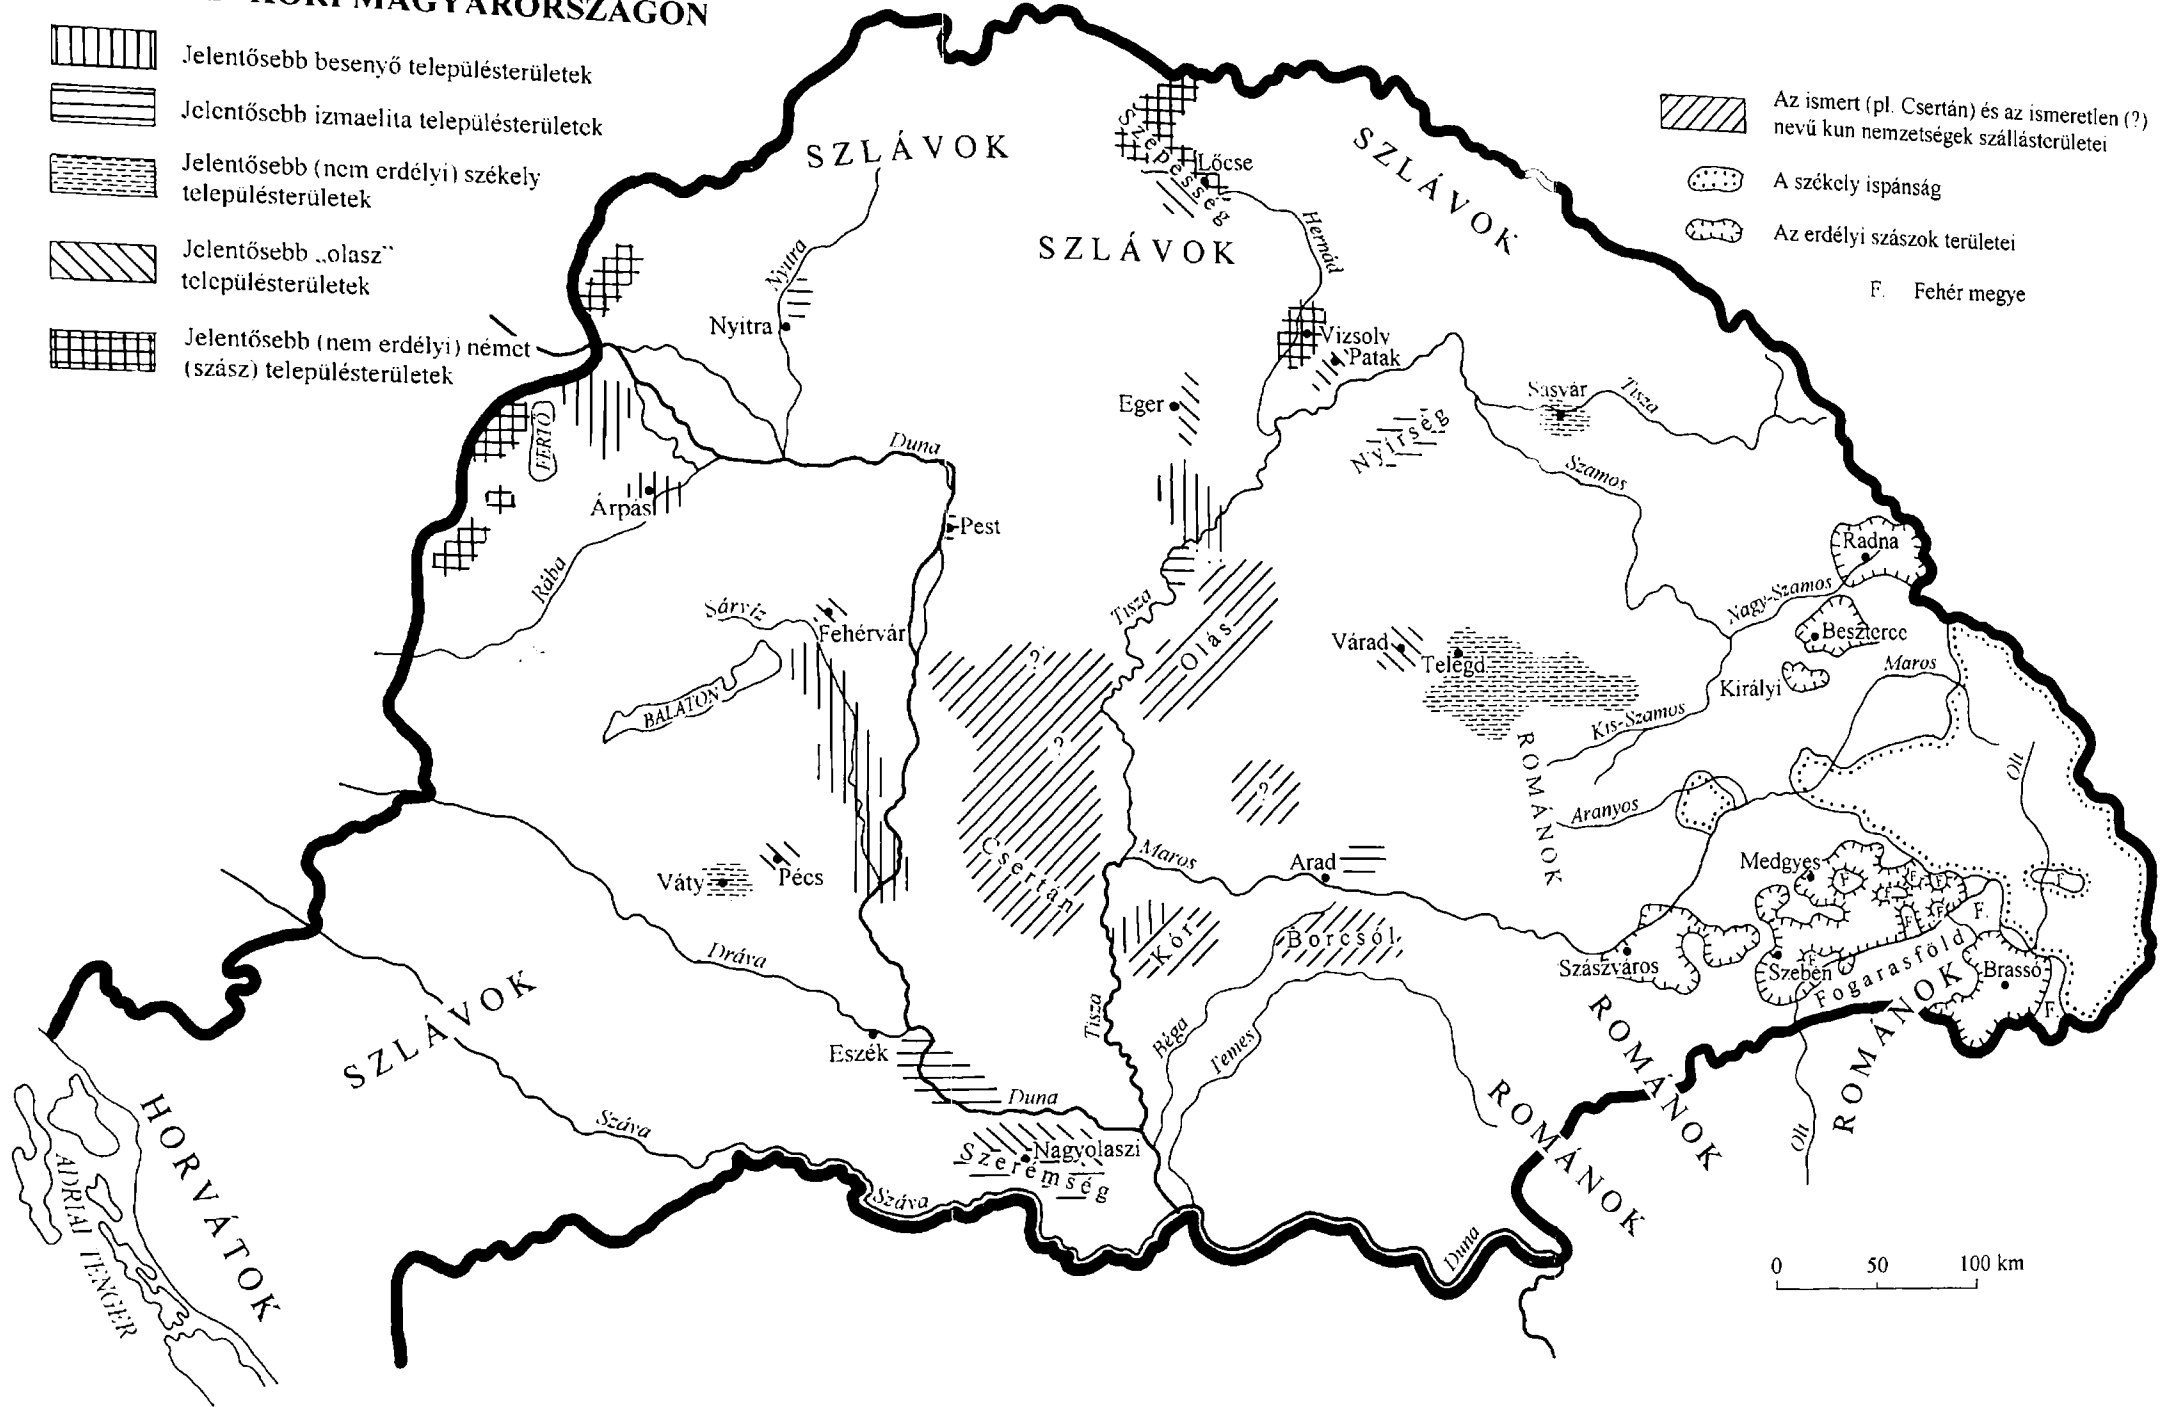 KORI MAGYARORSZÁGON
Jelentősebb besenyő településterületek
Jelentősebb izmaelita településterületek
Jelentősebb (nem erdélyi) székely
településterületek
Jelentősebb „olasz”
településterületek
Jelentősebb (nem erdélyi) német
(szász) településterületek
Az ismert (pl. Csertán) és az ismeretlen (?)
nevű kun nemzetségek szállásterületei
A székely ispánság
Az erdélyi szászok területei
F. Fehér megye
SZLÁVOK
SZLÁVOK
SZLÁVOK
Szepesség
Lőcse
Hernád
Nyitra
Nyitra
Vizsoly
Patak
Eger
Nyírség
Sasvár
Tisza
Szamos
FERTŐ
Duna
Árpás
Pest
Rába
Radna
Nagy-Szamos
Sárvíz
Fehérvár
Tisza
Olás
Várad
Telegd
Beszterce
Maros
Királyi
BALATON
?
?
?
Kis-Szamos
ROMÁNOK
Aranyos
Olt
Csertán
Maros
Arad
Váty
Pécs
Medgyes
F.
F.
F.
F.
F.
F.
F.
F.
F.
F.
Kór
Borcsól
Szászváros
Szeben
Fogarasföld
Brassó
Dráva
SZLÁVOK
Tisza
Béga
Temes
Eszék
Duna
ROMÁNOK
ROMÁNOK
ROMÁNOK
Olt
HORVÁTOK
ADRIAI TENGER
Száva
Nagyolaszi
Szerémség
Száva
Duna
0 50 100 km